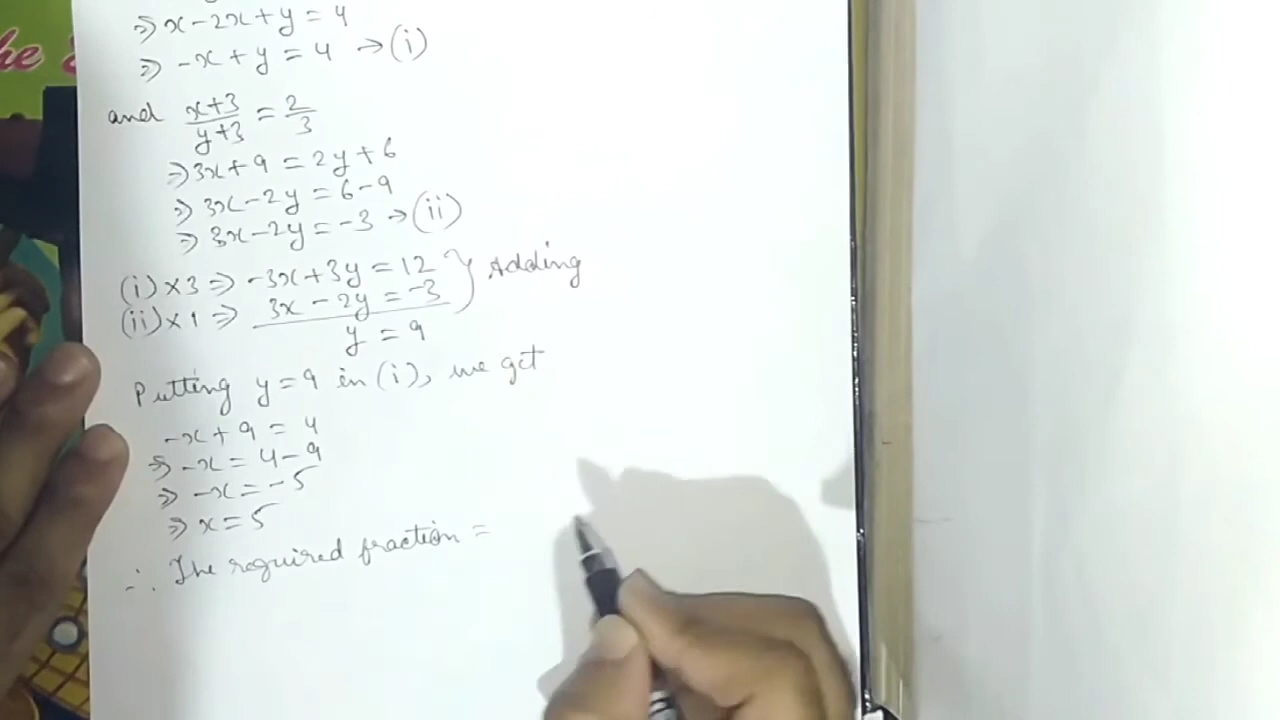 ⇒ x-2x+y = 4
⇒ -x+y = 4 → (i)
and x+3/y+3 = 2/3
⇒ 3x+9 = 2y+6
⇒ 3x-2y = 6-9
⇒ 3x-2y = -3 → (ii)
(i)×3 ⇒ -3x+3y = 12 } Adding
(ii)×1 ⇒ 3x-2y = -3
y = 9
Putting y=9 in (i), we get
-x+9 = 4
⇒ -x = 4-9
⇒ -x = -5
⇒ x = 5
∴ The required fraction =